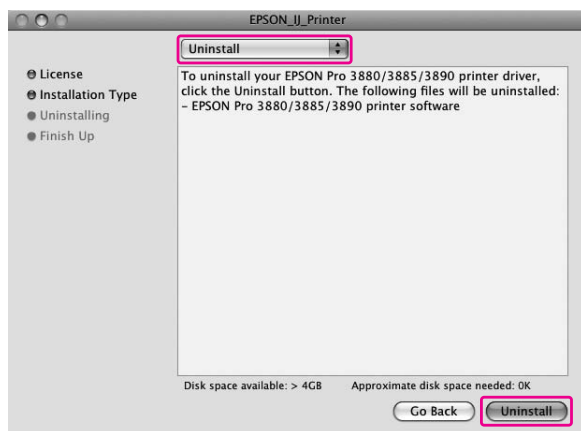 EPSON_IJ_Printer
Uninstall
License
Installation Type
Uninstalling
Finish Up
To uninstall your EPSON Pro 3880/3885/3890 printer driver,
click the Uninstall button. The following files will be uninstalled:
– EPSON Pro 3880/3885/3890 printer software
Disk space available: > 4GB Approximate disk space needed: 0K
Go Back Uninstall